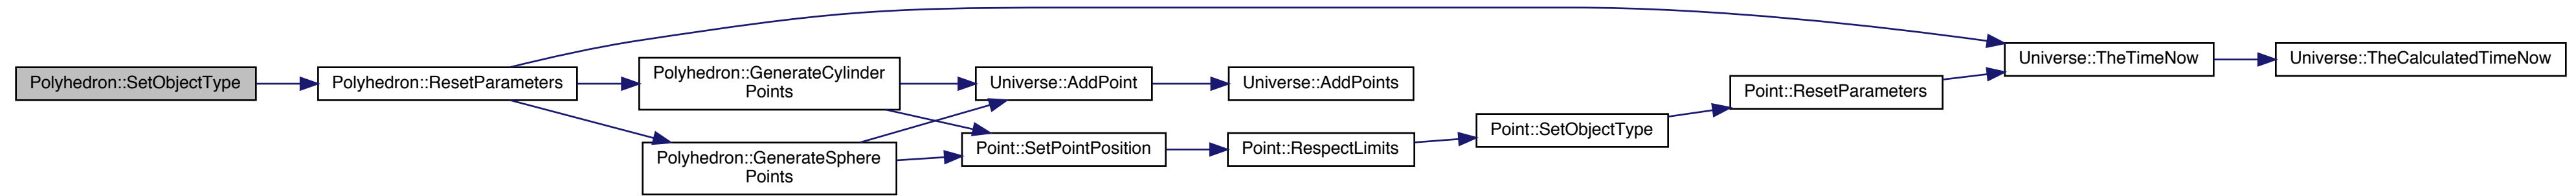 Polyhedron::SetObjectType
Polyhedron::ResetParameters
Polyhedron::GenerateCylinder
Points
Polyhedron::GenerateSphere
Points
Universe::AddPoint
Point::SetPointPosition
Universe::AddPoints
Point::RespectLimits
Point::SetObjectType
Point::ResetParameters
Universe::TheTimeNow
Universe::TheCalculatedTimeNow